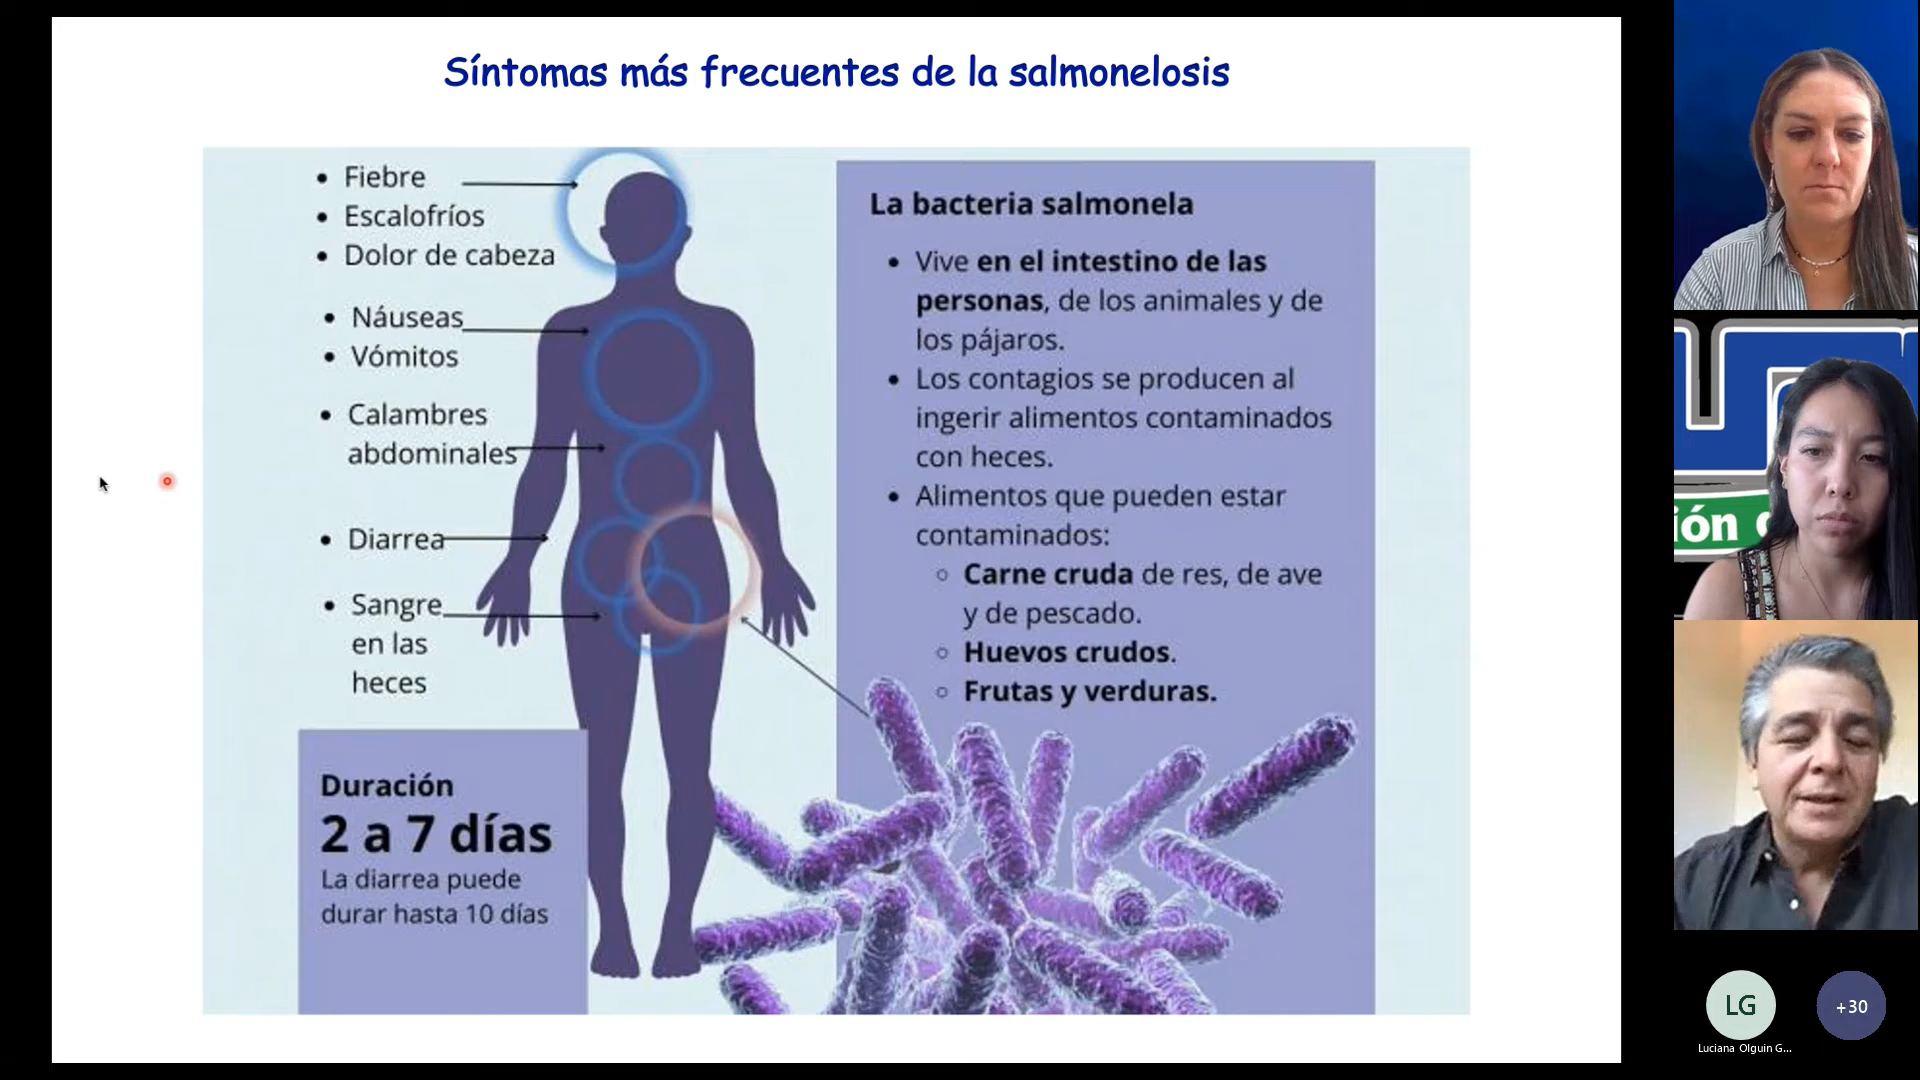 Síntomas más frecuentes de la salmonelosis
• Fiebre
• Escalofríos
• Dolor de cabeza
• Náuseas
• Vómitos
• Calambres
abdominales
• Diarrea
• Sangre
en las
heces
Duración
2 a 7 días
La diarrea puede
durar hasta 10 días
La bacteria salmonela
• Vive en el intestino de las
personas, de los animales y de
los pájaros.
• Los contagios se producen al
ingerir alimentos contaminados
con heces.
• Alimentos que pueden estar
contaminados:
○ Carne cruda de res, de ave
y de pescado.
○ Huevos crudos.
○ Frutas y verduras.
ión
LG
+30
Luciana Olguin G...